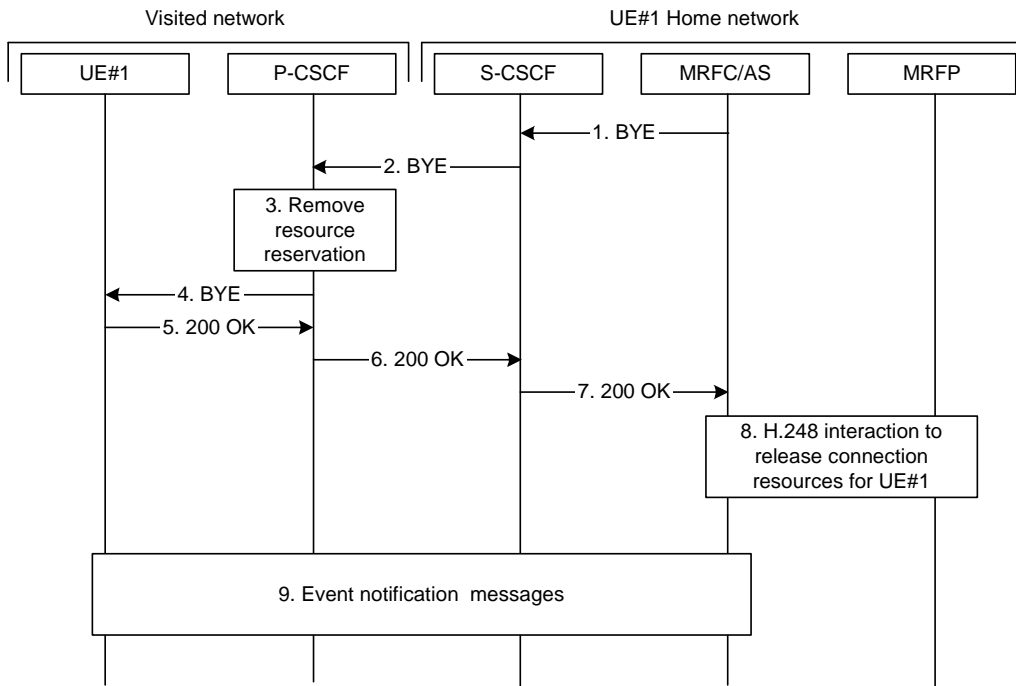 Visited network
UE#1 Home network
UE#1
P-CSCF
S-CSCF
MRFC/AS
MRFP
1. BYE
2. BYE
3. Remove
resource
reservation
4. BYE
5. 200 OK
6. 200 OK
7. 200 OK
8. H.248 interaction to
release connection
resources for UE#1
9. Event notification messages